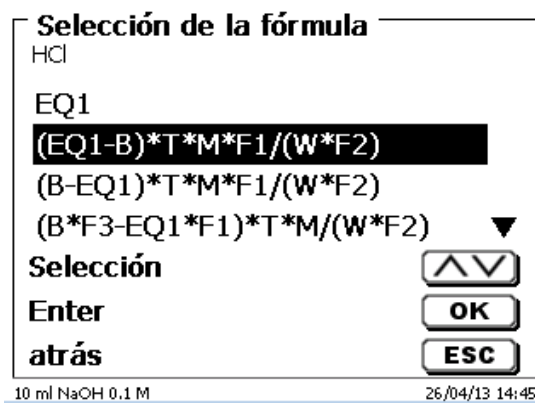 Selección de la fórmula
HCl
EQ1
(EQ1-B)*T*M*F1/(W*F2)
(B-EQ1)*T*M*F1/(W*F2)
(B*F3-EQ1*F1)*T*M/(W*F2)
Selección
Enter OK
atrás ESC
10 ml NaOH 0.1 M 26/04/13 14:45